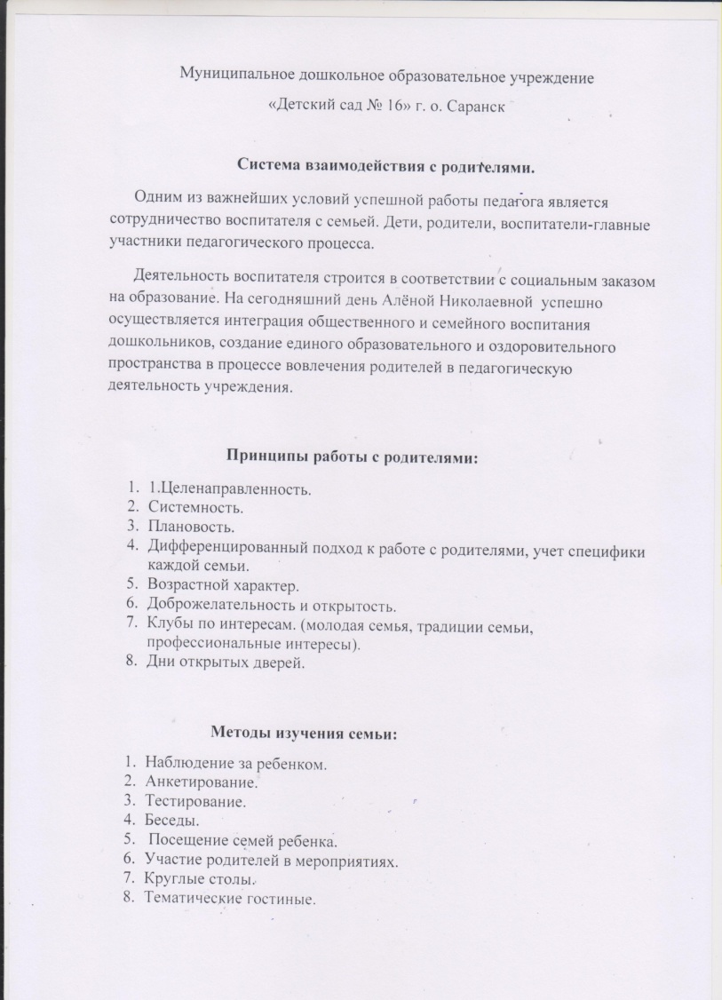 Муниципальное дошкольное образовательное учреждение
«Детский сад № 16» г. о. Саранск
Система взаимодействия с родителями.
Одним из важнейших условий успешной работы педагога является
сотрудничество воспитателя с семьей. Дети, родители, воспитатели-главные
участники педагогического процесса.
Деятельность воспитателя строится в соответствии с социальным заказом
на образование. На сегодняшний день Алёной Николаевной успешно
осуществляется интеграция общественного и семейного воспитания
дошкольников, создание единого образовательного и оздоровительного
пространства в процессе вовлечения родителей в педагогическую
деятельность учреждения.
Принципы работы с родителями:
1. 1.Целенаправленность.
2. Системность.
3. Плановость.
4. Дифференцированный подход к работе с родителями, учет специфики
каждой семьи.
5. Возрастной характер.
6. Доброжелательность и открытость.
7. Клубы по интересам. (молодая семья, традиции семьи,
профессиональные интересы).
8. Дни открытых дверей.
Методы изучения семьи:
1. Наблюдение за ребенком.
2. Анкетирование.
3. Тестирование.
4. Беседы.
5. Посещение семей ребенка.
6. Участие родителей в мероприятиях.
7. Круглые столы.
8. Тематические гостиные.